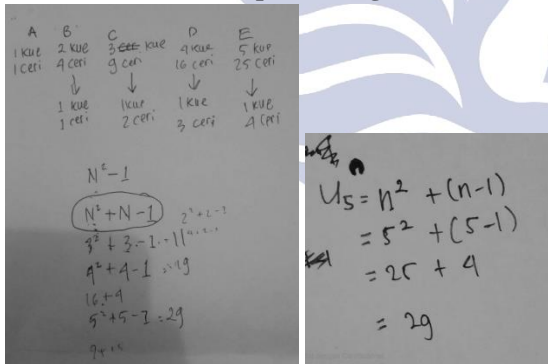 A B C D E
1 kue 2 kue 3 kue 4 kue 5 kue
1 ceri 4 ceri 9 ceri 16 ceri 25 ceri
↓ ↓ ↓ ↓
1 kue 1 kue 1 kue 1 kue
1 ceri 2 ceri 3 ceri 4 ceri
N² - 1
N² + N - 1
3² + 3 - 1 = 11
4² + 4 - 1 = 19
16 + 4
5² + 5 - 1 = 29
U₅ = n² + (n-1)
= 5² + (5-1)
= 25 + 4
= 29